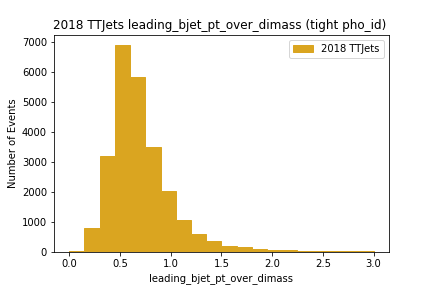 2018 TTJets leading_bjet_pt_over_dimass (tight pho_id)
2018 TTJets
Number of Events
7000
6000
5000
4000
3000
2000
1000
0
0.0 0.5 1.0 1.5 2.0 2.5 3.0
leading_bjet_pt_over_dimass